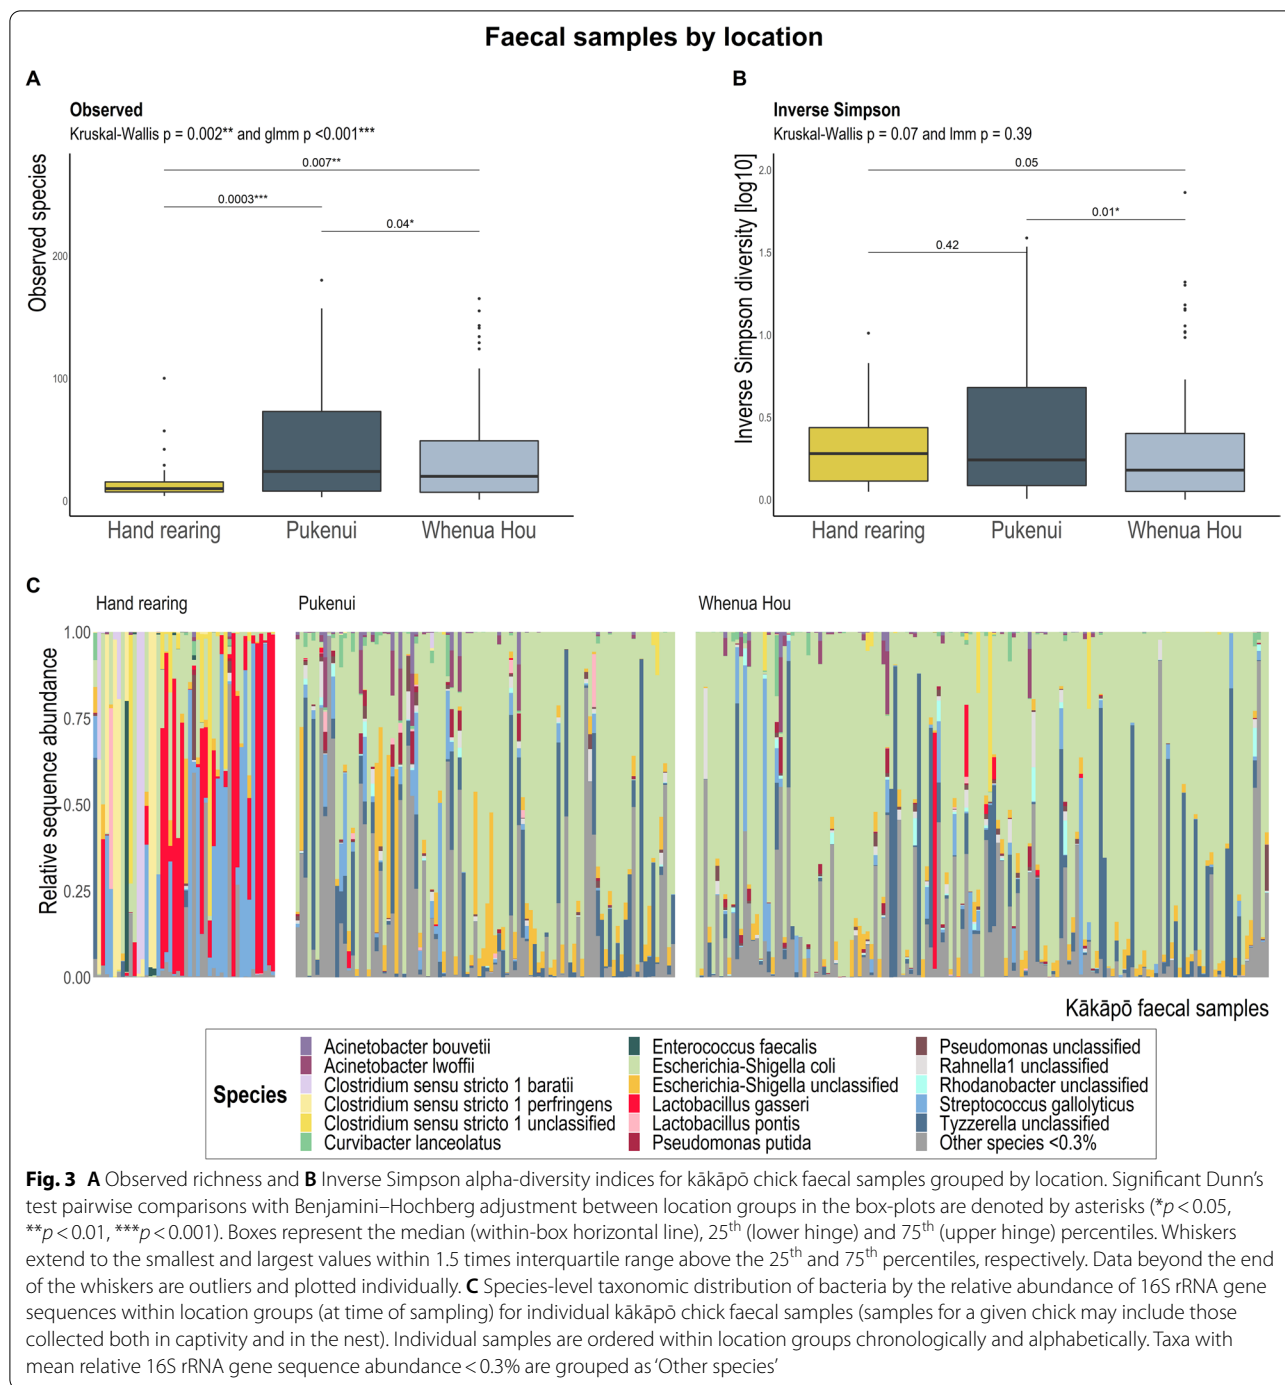 Faecal samples by location
A
Observed
Kruskal-Wallis p = 0.002** and glmm p <0.001***
Observed species
200
100
0
0.007**
0.0003***
0.04*
Hand rearing
Pukenui
Whenua Hou
B
Inverse Simpson
Kruskal-Wallis p = 0.07 and lmm p = 0.39
Inverse Simpson diversity [log10]
2.0
1.5
1.0
0.5
0.0
0.05
0.01*
0.42
Hand rearing
Pukenui
Whenua Hou
C
Hand rearing
Pukenui
Whenua Hou
Relative sequence abundance
1.00
0.75
0.50
0.25
0.00
Kākāpō faecal samples
Species
Acinetobacter bouvetii
Acinetobacter lwoffii
Clostridium sensu stricto 1 baratii
Clostridium sensu stricto 1 perfringens
Clostridium sensu stricto 1 unclassified
Curvibacter lanceolatus
Enterococcus faecalis
Escherichia-Shigella coli
Escherichia-Shigella unclassified
Lactobacillus gasseri
Lactobacillus pontis
Pseudomonas putida
Pseudomonas unclassified
Rahnella1 unclassified
Rhodanobacter unclassified
Streptococcus gallolyticus
Tyzzerella unclassified
Other species <0.3%
Fig. 3 A Observed richness and B Inverse Simpson alpha-diversity indices for kākāpō chick faecal samples grouped by location. Significant Dunn's
test pairwise comparisons with Benjamini–Hochberg adjustment between location groups in the box-plots are denoted by asterisks (*p < 0.05,
**p < 0.01, ***p < 0.001). Boxes represent the median (within-box horizontal line), 25th (lower hinge) and 75th (upper hinge) percentiles. Whiskers
extend to the smallest and largest values within 1.5 times interquartile range above the 25th and 75th percentiles, respectively. Data beyond the end
of the whiskers are outliers and plotted individually. C Species-level taxonomic distribution of bacteria by the relative abundance of 16S rRNA gene
sequences within location groups (at time of sampling) for individual kākāpō chick faecal samples (samples for a given chick may include those
collected both in captivity and in the nest). Individual samples are ordered within location groups chronologically and alphabetically. Taxa with
mean relative 16S rRNA gene sequence abundance < 0.3% are grouped as 'Other species'